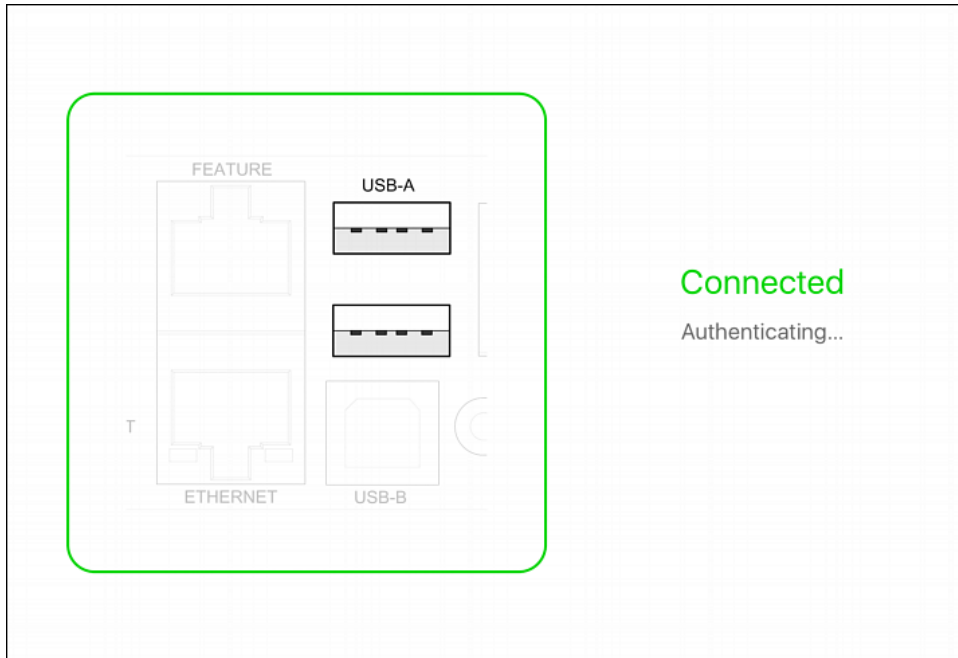 FEATURE
USB-A
T
ETHERNET
USB-B
Connected
Authenticating...